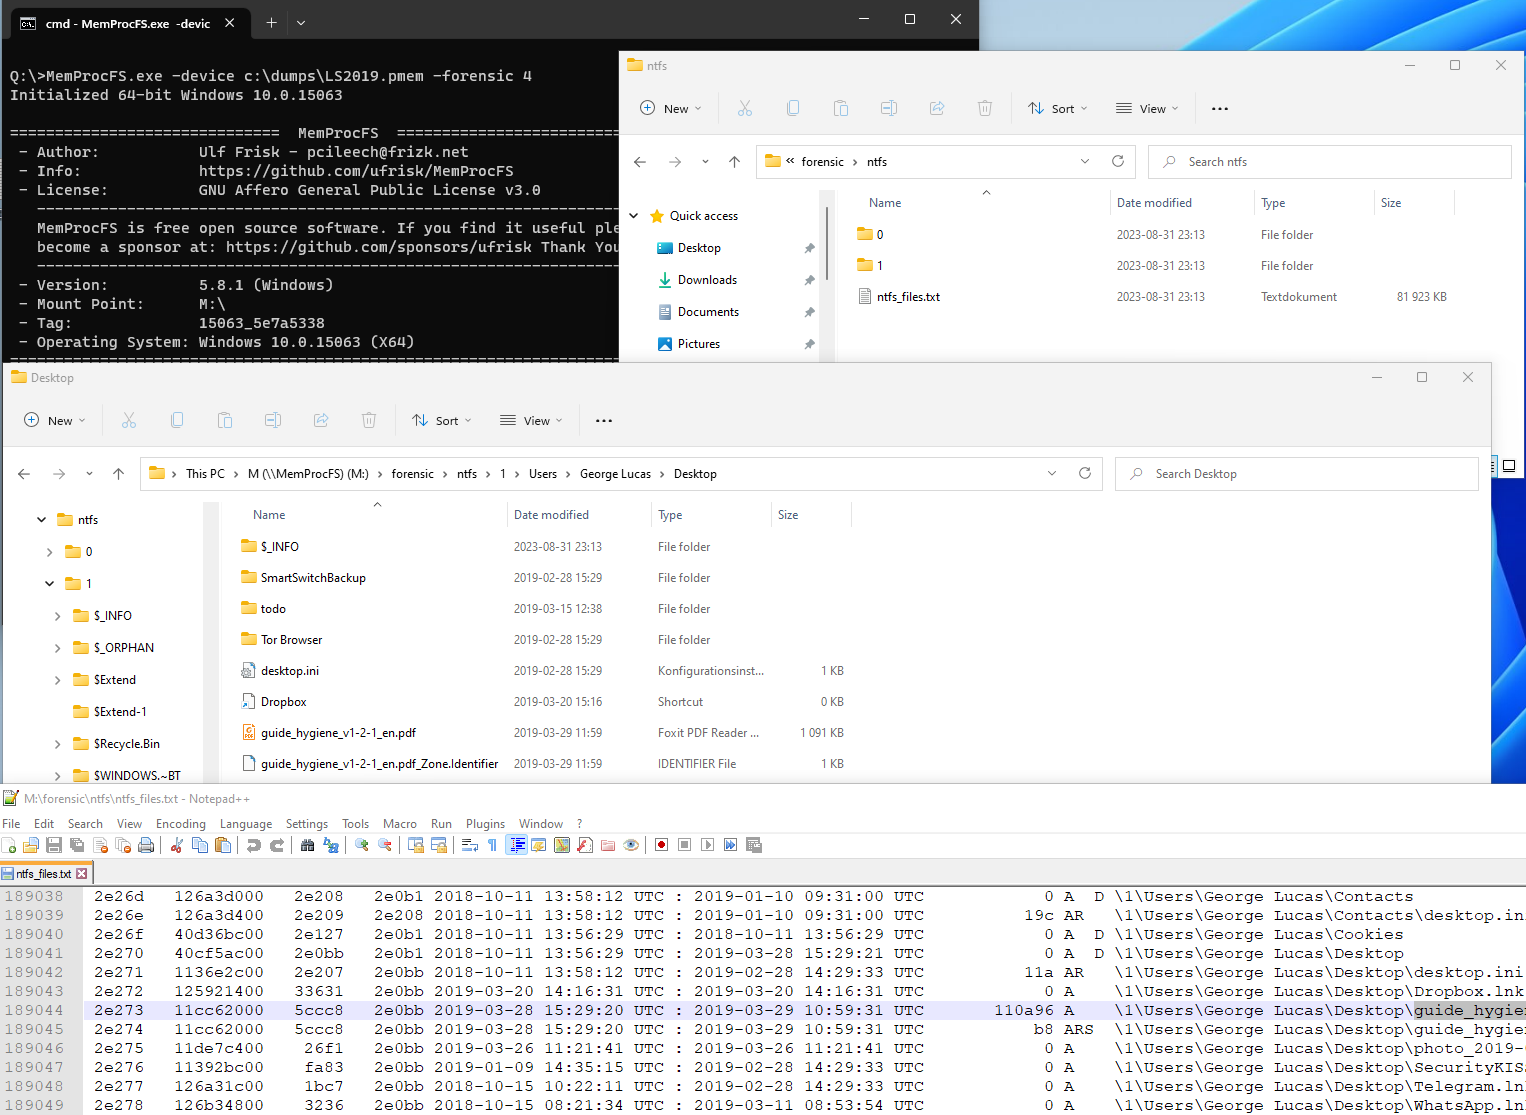 cmd - MemProcFS.exe -devic
Q:\>MemProcFS.exe -device c:\dumps\LS2019.pmem -forensic 4
Initialized 64-bit Windows 10.0.15063
============================== MemProcFS =========================
- Author: Ulf Frisk - pcileech@frizk.net
- Info: https://github.com/ufrisk/MemProcFS
- License: GNU Affero General Public License v3.0
---------------------------------------------------------------
MemProcFS is free open source software. If you find it useful ple
become a sponsor at: https://github.com/sponsors/ufrisk Thank You
---------------------------------------------------------------
- Version: 5.8.1 (Windows)
- Mount Point: M:\
- Tag: 15063_5e7a5338
- Operating System: Windows 10.0.15063 (X64)
====================================================================
ntfs
New Sort View
« forensic > ntfs
Search ntfs
Quick access
Desktop
Downloads
Documents
Pictures
Name Date modified Type Size
0 2023-08-31 23:13 File folder
1 2023-08-31 23:13 File folder
ntfs_files.txt 2023-08-31 23:13 Textdokument 81 923 KB
Desktop
New Sort View
> This PC > M (\\MemProcFS) (M:) > forensic > ntfs > 1 > Users > George Lucas > Desktop
Search Desktop
ntfs
0
1
$_INFO
$_ORPHAN
$Extend
$Extend-1
$Recycle.Bin
$WINDOWS.~BT
Name Date modified Type Size
$_INFO 2023-08-31 23:13 File folder
SmartSwitchBackup 2019-02-28 15:29 File folder
todo 2019-03-15 12:38 File folder
Tor Browser 2019-02-28 15:29 File folder
desktop.ini 2019-02-28 15:29 Konfigurationsinst... 1 KB
Dropbox 2019-03-20 15:16 Shortcut 0 KB
guide_hygiene_v1-2-1_en.pdf 2019-03-29 11:59 Foxit PDF Reader ... 1 091 KB
guide_hygiene_v1-2-1_en.pdf_Zone.Identifier 2019-03-29 11:59 IDENTIFIER File 1 KB
M:\forensic\ntfs\ntfs_files.txt - Notepad++
File Edit Search View Encoding Language Settings Tools Macro Run Plugins Window ?
ntfs_files.txt
189038 2e26d 126a3d000 2e208 2e0b1 2018-10-11 13:58:12 UTC : 2019-01-10 09:31:00 UTC 0 A D \1\Users\George Lucas\Contacts
189039 2e26e 126a3d400 2e209 2e208 2018-10-11 13:58:12 UTC : 2019-01-10 09:31:00 UTC 19c AR \1\Users\George Lucas\Contacts\desktop.in
189040 2e26f 40d36bc00 2e127 2e0b1 2018-10-11 13:56:29 UTC : 2018-10-11 13:56:29 UTC 0 A D \1\Users\George Lucas\Cookies
189041 2e270 40cf5ac00 2e0bb 2e0b1 2018-10-11 13:56:29 UTC : 2019-03-28 15:29:21 UTC 0 A D \1\Users\George Lucas\Desktop
189042 2e271 1136e2c00 2e207 2e0bb 2018-10-11 13:58:12 UTC : 2019-02-28 14:29:33 UTC 11a AR \1\Users\George Lucas\Desktop\desktop.ini
189043 2e272 125921400 33631 2e0bb 2019-03-20 14:16:31 UTC : 2019-03-20 14:16:31 UTC 0 A \1\Users\George Lucas\Desktop\Dropbox.lnk
189044 2e273 11cc62000 5ccc8 2e0bb 2019-03-28 15:29:20 UTC : 2019-03-29 10:59:31 UTC 110a96 A \1\Users\George Lucas\Desktop\guide_hygie
189045 2e274 11cc62000 5ccc8 2e0bb 2019-03-28 15:29:20 UTC : 2019-03-29 10:59:31 UTC b8 ARS \1\Users\George Lucas\Desktop\guide_hygie
189046 2e275 11de7c400 26f1 2e0bb 2019-03-26 11:21:41 UTC : 2019-03-26 11:21:41 UTC 0 A \1\Users\George Lucas\Desktop\photo_2019-
189047 2e276 11392bc00 fa83 2e0bb 2019-01-09 14:35:15 UTC : 2019-02-28 14:29:33 UTC 0 A \1\Users\George Lucas\Desktop\SecurityKIS
189048 2e277 126a31c00 1bc7 2e0bb 2018-10-15 10:22:11 UTC : 2019-02-28 14:29:33 UTC 0 A \1\Users\George Lucas\Desktop\Telegram.ln
189049 2e278 126b34800 3236 2e0bb 2018-10-15 08:21:34 UTC : 2019-03-11 08:53:54 UTC 0 A \1\Users\George Lucas\Desktop\WhatsApp.ln